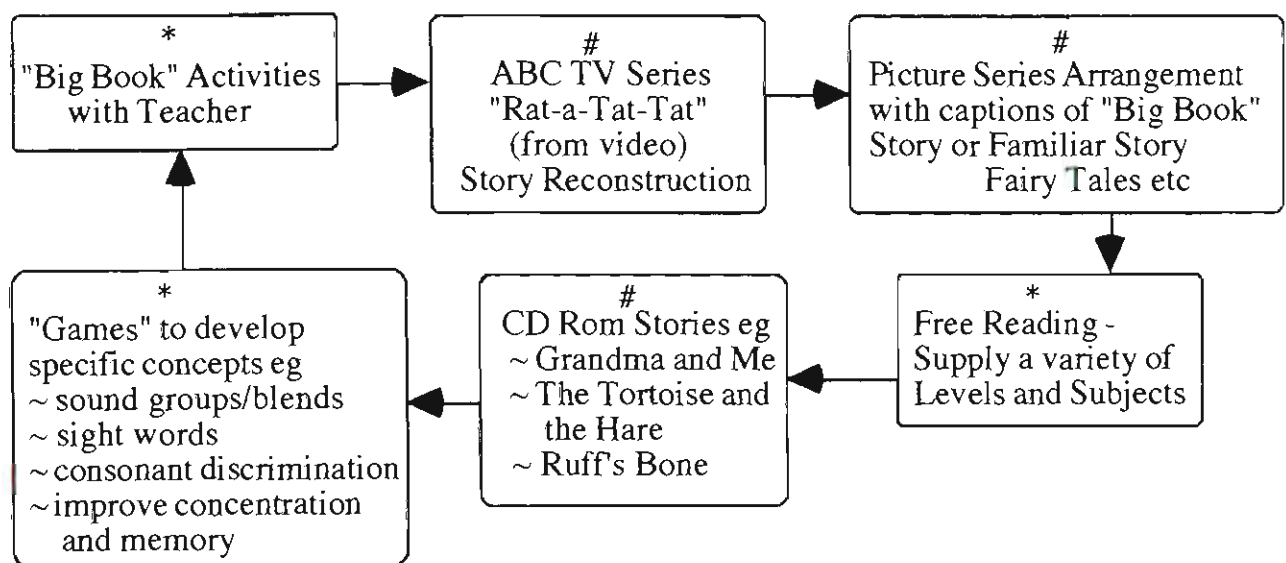 *
"Big Book" Activities
with Teacher
#
ABC TV Series
"Rat-a-Tat-Tat"
(from video)
Story Reconstruction
#
Picture Series Arrangement
with captions of "Big Book"
Story or Familiar Story
Fairy Tales etc
*
Free Reading -
Supply a variety of
Levels and Subjects
#
CD Rom Stories eg
~ Grandma and Me
~ The Tortoise and
the Hare
~ Ruff's Bone
*
"Games" to develop
specific concepts eg
~ sound groups/blends
~ sight words
~ consonant discrimination
~ improve concentration
and memory